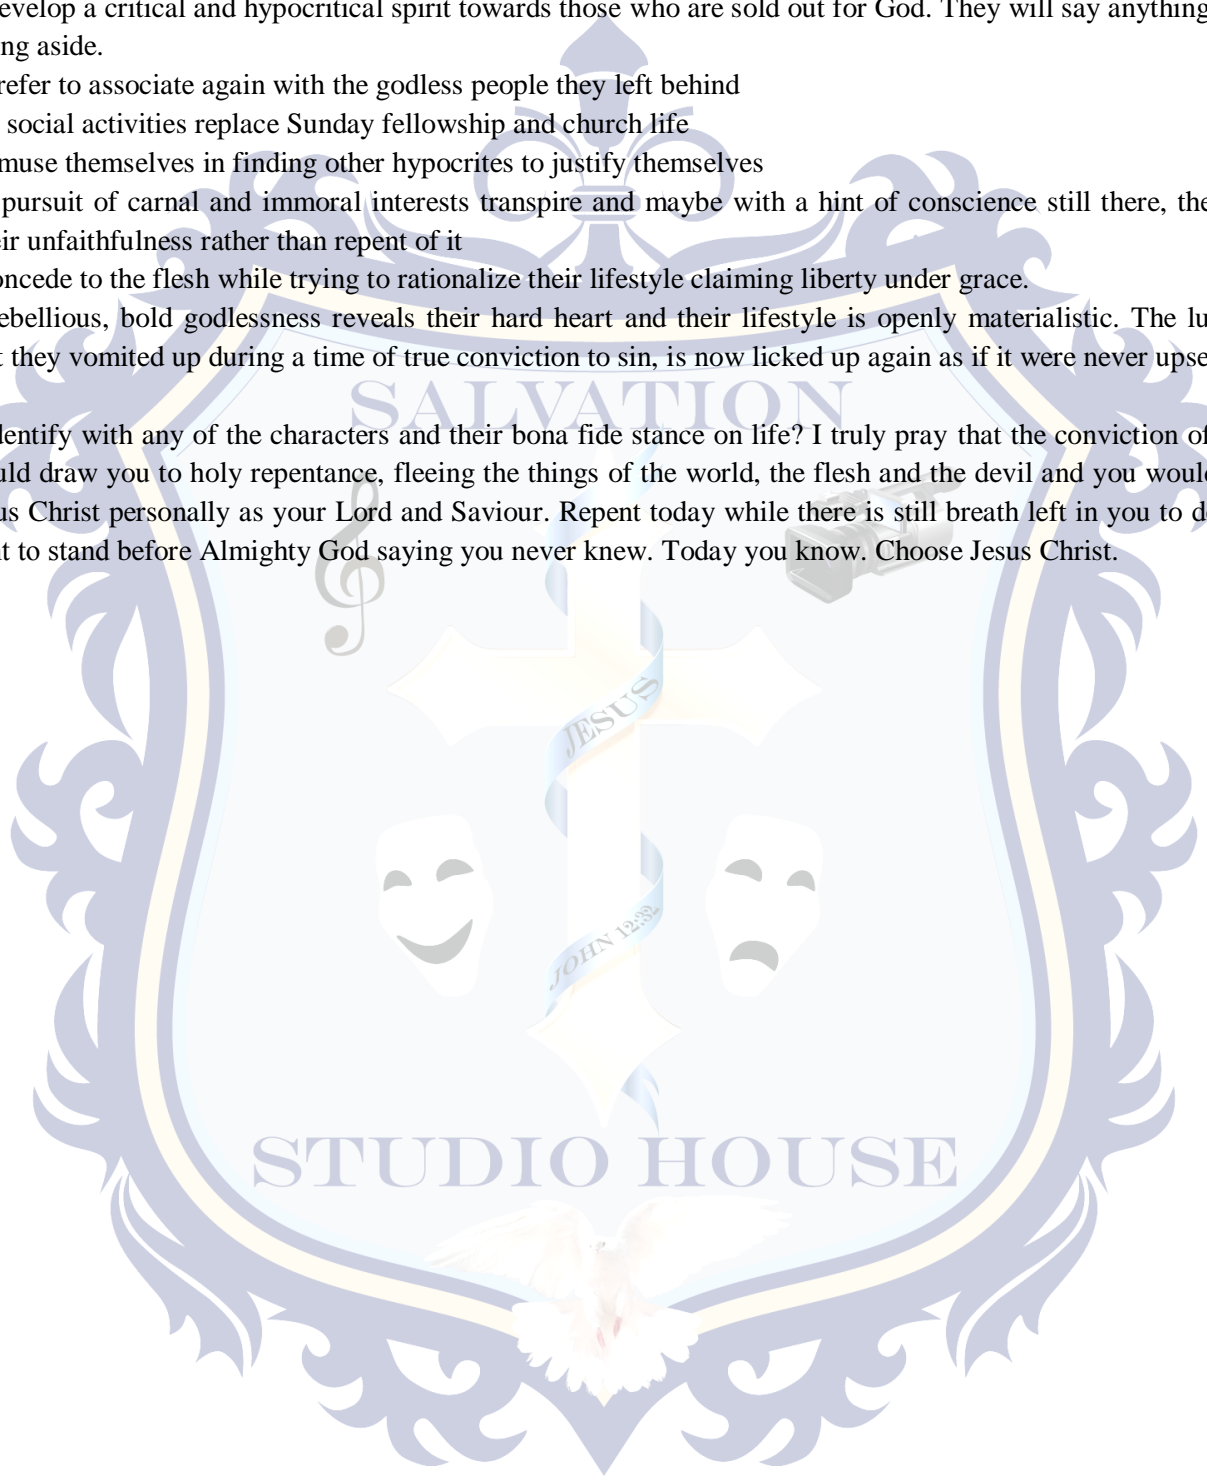 evelop a critical and hypocritical spirit towards those who are sold out for God. They will say anything
ng aside.
refer to associate again with the godless people they left behind
social activities replace Sunday fellowship and church life
muse themselves in finding other hypocrites to justify themselves
pursuit of carnal and immoral interests transpire and maybe with a hint of conscience still there, the
eir unfaithfulness rather than repent of it
oncede to the flesh while trying to rationalize their lifestyle claiming liberty under grace.
ebellious, bold godlessness reveals their hard heart and their lifestyle is openly materialistic. The lu
t they vomited up during a time of true conviction to sin, is now licked up again as if it were never upse
SALVATION
dentify with any of the characters and their bona fide stance on life? I truly pray that the conviction of
uld draw you to holy repentance, fleeing the things of the world, the flesh and the devil and you would
us Christ personally as your Lord and Saviour. Repent today while there is still breath left in you to d
nt to stand before Almighty God saying you never knew. Today you know. Choose Jesus Christ.
JESUS
JOHN 12:32
STUDIO HOUSE